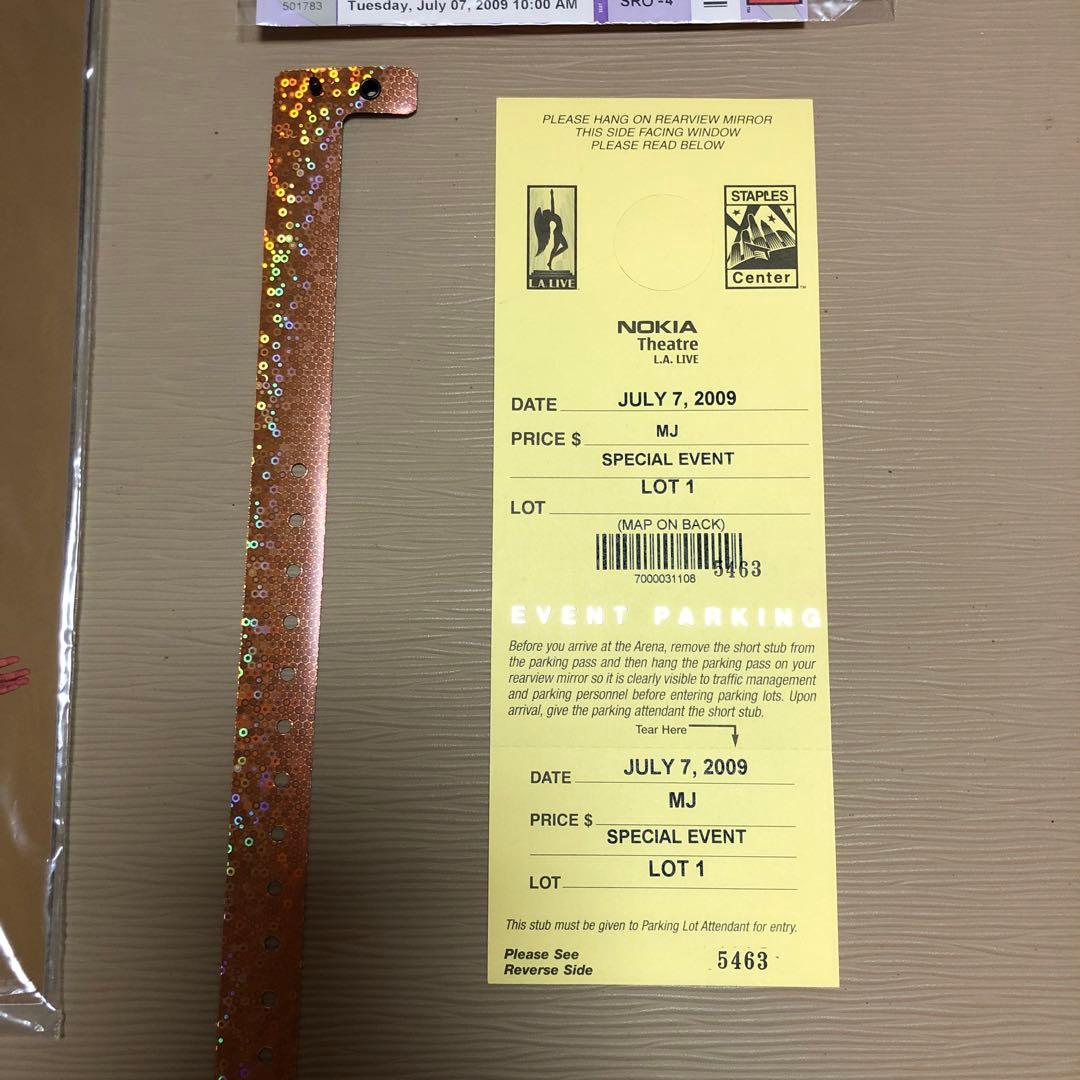 501783
Tuesday, July 07, 2009 10:00 AM
SRO -4
PLEASE HANG ON REARVIEW MIRROR
THIS SIDE FACING WINDOW
PLEASE READ BELOW
L.A. LIVE
STAPLES
Center
NOKIA
Theatre
L.A. LIVE
DATE JULY 7, 2009
PRICE $ MJ
SPECIAL EVENT
LOT LOT 1
(MAP ON BACK)
5463
7000031108
EVENT PARKING
Before you arrive at the Arena, remove the short stub from
the parking pass and then hang the parking pass on your
rearview mirror so it is clearly visible to traffic management
and parking personnel before entering parking lots. Upon
arrival, give the parking attendant the short stub.
Tear Here
DATE JULY 7, 2009
PRICE $ MJ
SPECIAL EVENT
LOT LOT 1
This stub must be given to Parking Lot Attendant for entry.
Please See
Reverse Side
5463